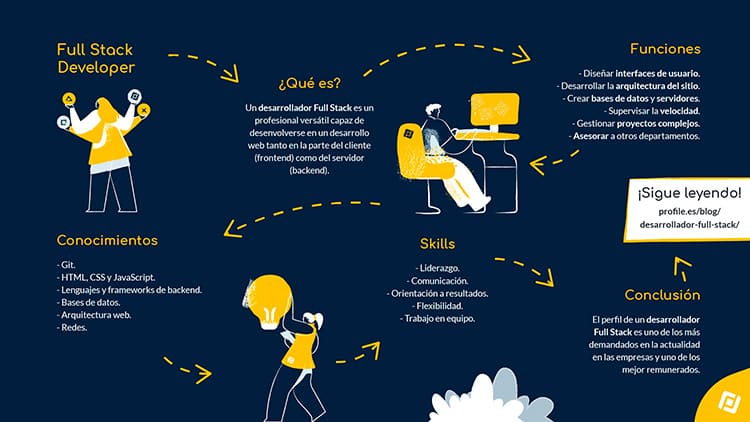 Full Stack
Developer
¿Qué es?
Un desarrollador Full Stack es un
profesional versátil capaz de
desenvolverse en un desarrollo
web tanto en la parte del cliente
(frontend) como del servidor
(backend).
Funciones
- Diseñar interfaces de usuario.
- Desarrollar la arquitectura del sitio.
- Crear bases de datos y servidores.
- Supervisar la velocidad.
- Gestionar proyectos complejos.
- Asesorar a otros departamentos.
Conocimientos
- Git.
- HTML, CSS y JavaScript.
- Lenguajes y frameworks de backend.
- Bases de datos.
- Arquitectura web.
- Redes.
Skills
- Liderazgo.
- Comunicación.
- Orientación a resultados.
- Flexibilidad.
- Trabajo en equipo.
Conclusión
El perfil de un desarrollador
Full Stack es uno de los más
demandados en la actualidad
en las empresas y uno de los
mejor remunerados.
¡Sigue leyendo!
profile.es/blog/
desarrollador-full-stack/